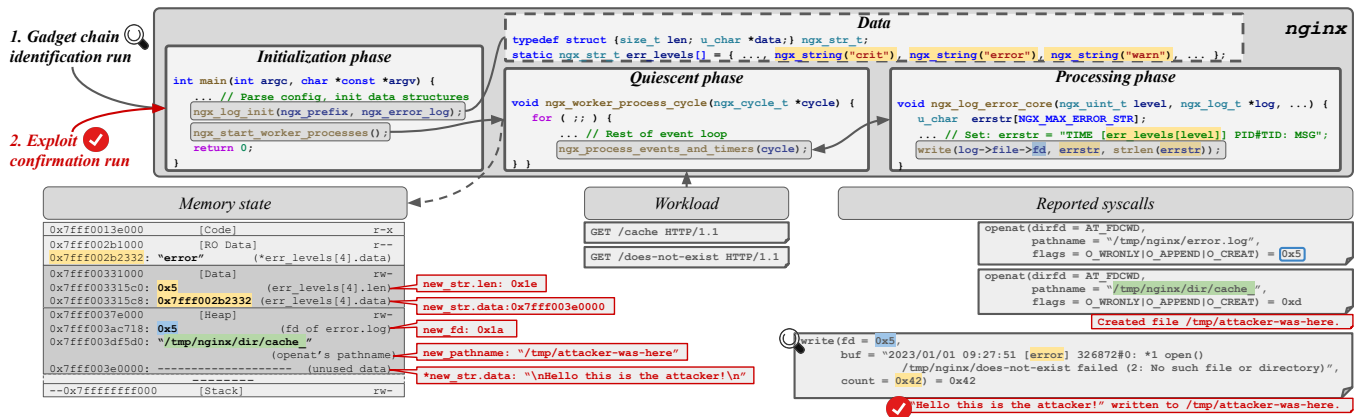 1. Gadget chain
identification run
2. Exploit
confirmation run
nginx
Data
typedef struct {size_t len; u_char *data;} ngx_str_t;
static ngx_str_t err_levels[] = { ..., ngx_string("crit"), ngx_string("error"), ngx_string("warn"), ... };
Initialization phase
int main(int argc, char *const *argv) {
... // Parse config, init data structures
ngx_log_init(ngx_prefix, ngx_error_log);
ngx_start_worker_processes();
return 0;
}
Quiescent phase
void ngx_worker_process_cycle(ngx_cycle_t *cycle) {
for ( ;; ) {
... // Rest of event loop
ngx_process_events_and_timers(cycle);
} }
Processing phase
void ngx_log_error_core(ngx_uint_t level, ngx_log_t *log, ...) {
u_char errstr[NGX_MAX_ERROR_STR];
... // Set: errstr = "TIME [err_levels[level]] PID#TID: MSG";
write(log->file->fd, errstr, strlen(errstr));
}
Memory state
0x7fff0013e000 [Code] r-x
0x7fff002b1000 [RO Data] r--
0x7fff002b2332: "error" (*err_levels[4].data)
0x7fff00331000 [Data] rw-
0x7fff003315c0: 0x5 (err_levels[4].len)
0x7fff003315c8: 0x7fff002b2332 (err_levels[4].data)
0x7fff0037e000 [Heap] rw-
0x7fff003ac718: 0x5 (fd of error.log)
0x7fff003df5d0: "/tmp/nginx/dir/cache_"
(openat's pathname)
0x7fff003e0000: ------------------- (unused data)
--------
--0x7fffffffff000 [Stack] rw-
new_str.len: 0x1e
new_str.data:0x7fff003e0000
new_fd: 0x1a
new_pathname: "/tmp/attacker-was-here"
*new_str.data: "\nHello this is the attacker!\n"
Workload
GET /cache HTTP/1.1
GET /does-not-exist HTTP/1.1
Reported syscalls
openat(dirfd = AT_FDCWD,
pathname = “/tmp/nginx/error.log”,
flags = O_WRONLY|O_APPEND|O_CREAT) = 0x5
openat(dirfd = AT_FDCWD,
pathname = “/tmp/nginx/dir/cache_”,
flags = O_WRONLY|O_APPEND|O_CREAT) = 0xd
Created file /tmp/attacker-was-here.
write(fd = 0x5,
buf = “2023/01/01 09:27:51 [error] 326872#0: *1 open()
/tmp/nginx/does-not-exist failed (2: No such file or directory)”,
count = 0x42) = 0x42
“Hello this is the attacker!” written to /tmp/attacker-was-here.